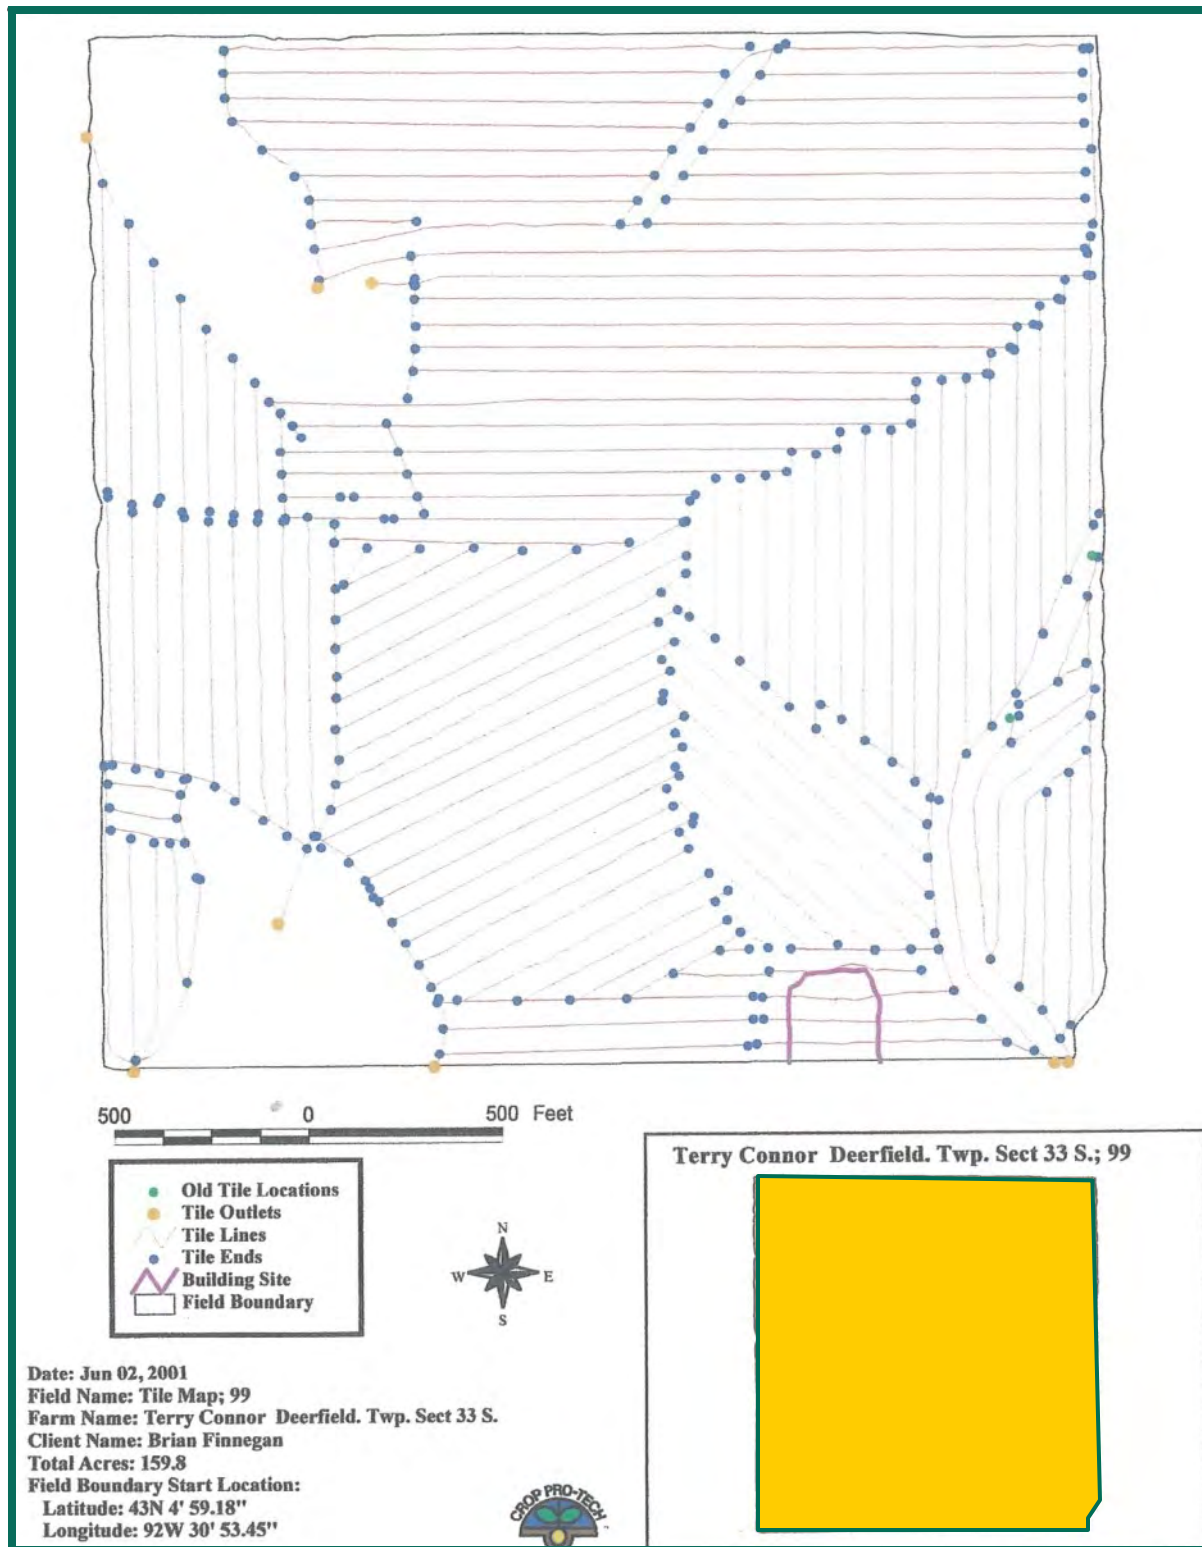 500 0 500 Feet
Old Tile Locations
Tile Outlets
Tile Lines
Tile Ends
Building Site
Field Boundary
N
W E
S
Terry Connor Deerfield. Twp. Sect 33 S.; 99
Date: Jun 02, 2001
Field Name: Tile Map; 99
Farm Name: Terry Connor Deerfield. Twp. Sect 33 S.
Client Name: Brian Finnegan
Total Acres: 159.8
Field Boundary Start Location:
Latitude: 43N 4' 59.18"
Longitude: 92W 30' 53.45"
CROP PRO-TECH